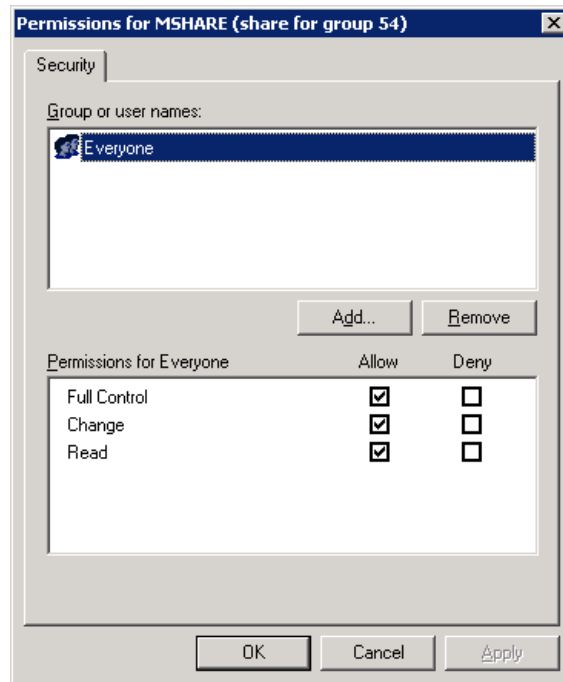 Permissions for MSHARE (share for group 54)
Security
Group or user names:
Everyone
Add... Remove
Permissions for Everyone Allow Deny
Full Control
Change
Read
OK Cancel Apply